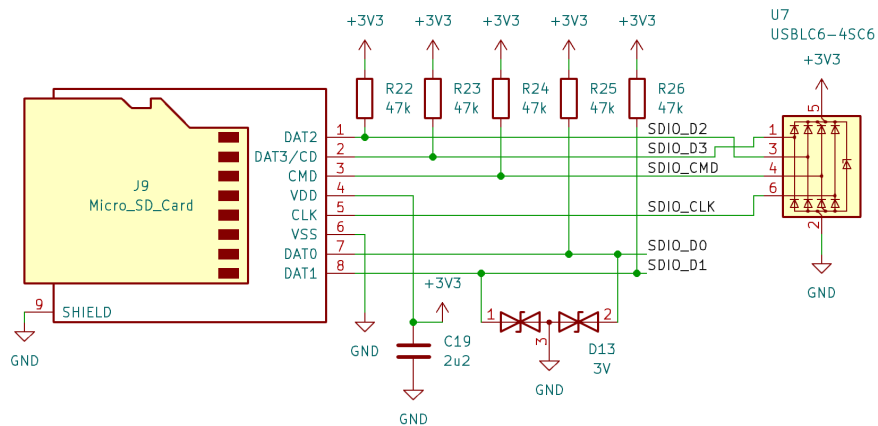 U7
USBLC6-4SC6
+3V3
+3V3
+3V3
+3V3
+3V3
+3V3
R22
47k
R23
47k
R24
47k
R25
47k
R26
47k
5
DAT2 1
SDIO_D2
1
DAT3/CD 2
SDIO_D3
3
CMD 3
SDIO_CMD
4
VDD 4
6
CLK 5
SDIO_CLK
VSS 6
2
DAT0 7
SDIO_D0
DAT1 8
SDIO_D1
J9
Micro_SD_Card
GND
+3V3
9 SHIELD
1
2
3
GND
GND
C19
2u2
D13
3V
GND
GND